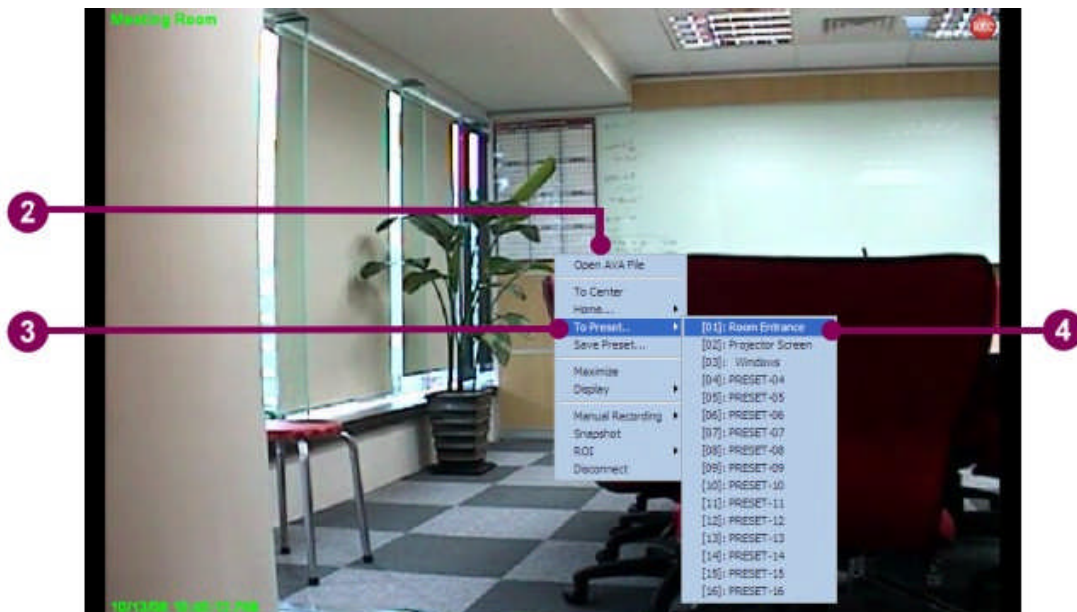 Meeting Room
REC
2
Open AVA File
To Center
Home...
3
To Preset..
4
Save Preset...
Maximize
Display
Manual Recording
Snapshot
ROI
Disconnect
[01]: Room Entrance
[02]: Projector Screen
[03]: Windows
[04]: PRESET-04
[05]: PRESET-05
[06]: PRESET-06
[07]: PRESET-07
[08]: PRESET-08
[09]: PRESET-09
[10]: PRESET-10
[11]: PRESET-11
[12]: PRESET-12
[13]: PRESET-13
[14]: PRESET-14
[15]: PRESET-15
[16]: PRESET-16